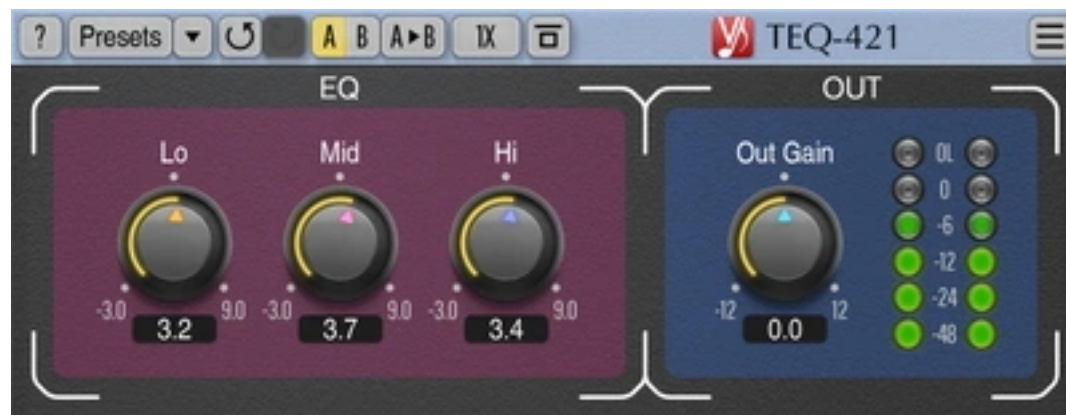 ? Presets A B A▶B 1X TEQ-421
EQ OUT
Lo Mid Hi Out Gain OL
0
-6
-12
-3.0 9.0 -3.0 9.0 -3.0 9.0 -12 12 -24
3.2 3.7 3.4 0.0 -48